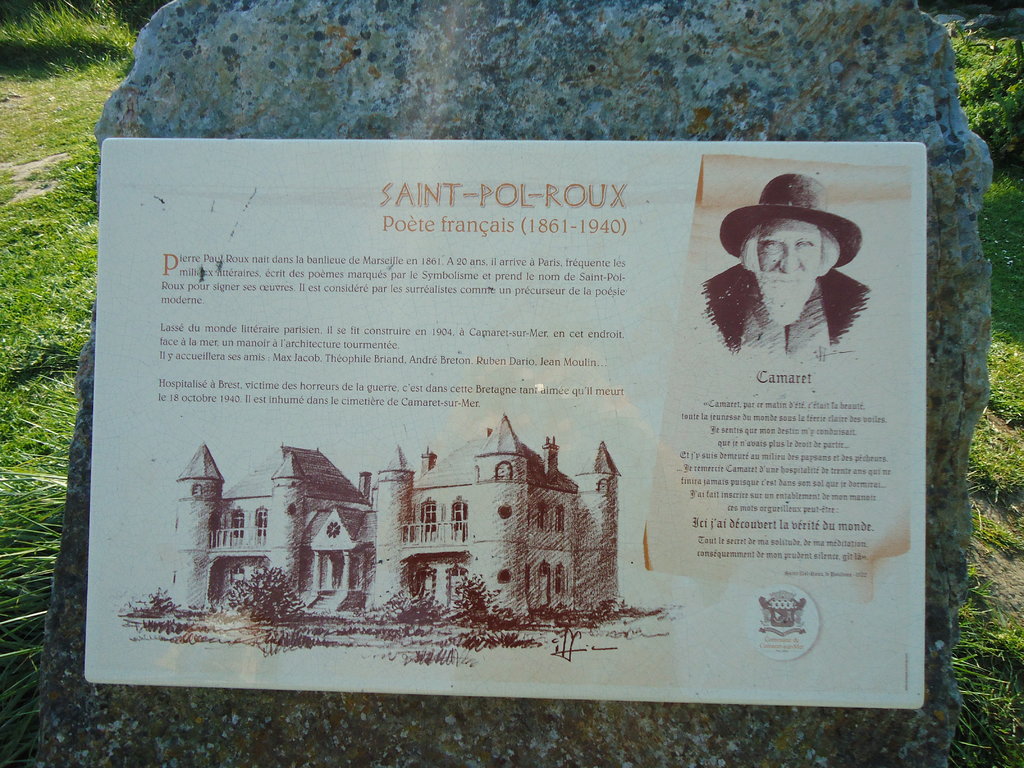 SAINT-POL-ROUX
Poète français (1861-1940)
Pierre Paul Roux nait dans la banlieue de Marseille en 1861. A 20 ans, il arrive à Paris, fréquente les
milieux littéraires, écrit des poèmes marqués par le Symbolisme et prend le nom de Saint-Pol-
Roux pour signer ses œuvres. Il est considéré par les surréalistes comme un précurseur de la poésie
moderne.
Lassé du monde littéraire parisien, il se fit construire en 1904, à Camaret-sur-Mer, en cet endroit,
face à la mer, un manoir à l'architecture tourmentée.
Il y accueillera ses amis : Max Jacob, Théophile Briand, André Breton, Ruben Dario, Jean Moulin...
Hospitalisé à Brest, victime des horreurs de la guerre, c'est dans cette Bretagne tant aimée qu'il meurt
le 18 octobre 1940. Il est inhumé dans le cimetière de Camaret-sur-Mer.
Camaret
«Camaret, par ce matin d'été, c'était la beauté,
toute la jeunesse du monde sous la féerie claire des voiles.
Je sentis que mon destin m'y conduisait,
que je n'avais plus le droit de partir...
Et j'y suis demeuré au milieu des paysans et des pêcheurs.
...Je remercie Camaret d'une hospitalité de trente ans qui ne
finira jamais puisque c'est dans son sol que je dormirai...
J'ai fait inscrire sur un entablement de mon manoir
ces mots orgueilleux peut-être :
Ici j'ai découvert la vérité du monde.
Tout le secret de ma solitude, de ma méditation,
conséquemment de mon prudent silence, gît là»
Camaret-sur-Mer